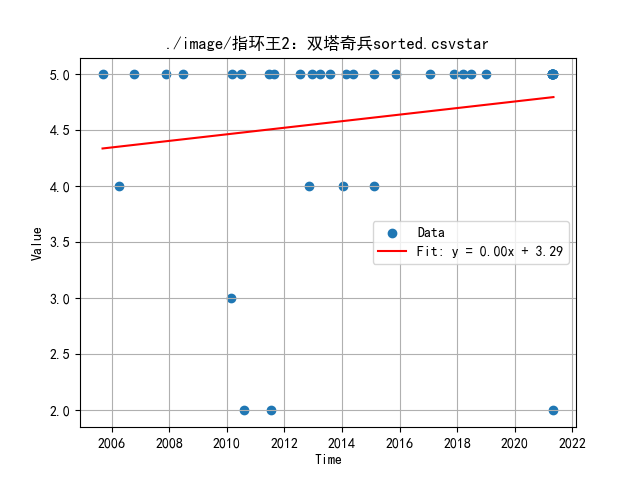 ./image/指环王2：双塔奇兵sorted.csvstar
5.0
4.5
4.0
3.5
3.0
2.5
2.0
Value
Data
Fit: y = 0.00x + 3.29
2006 2008 2010 2012 2014 2016 2018 2020 2022
Time